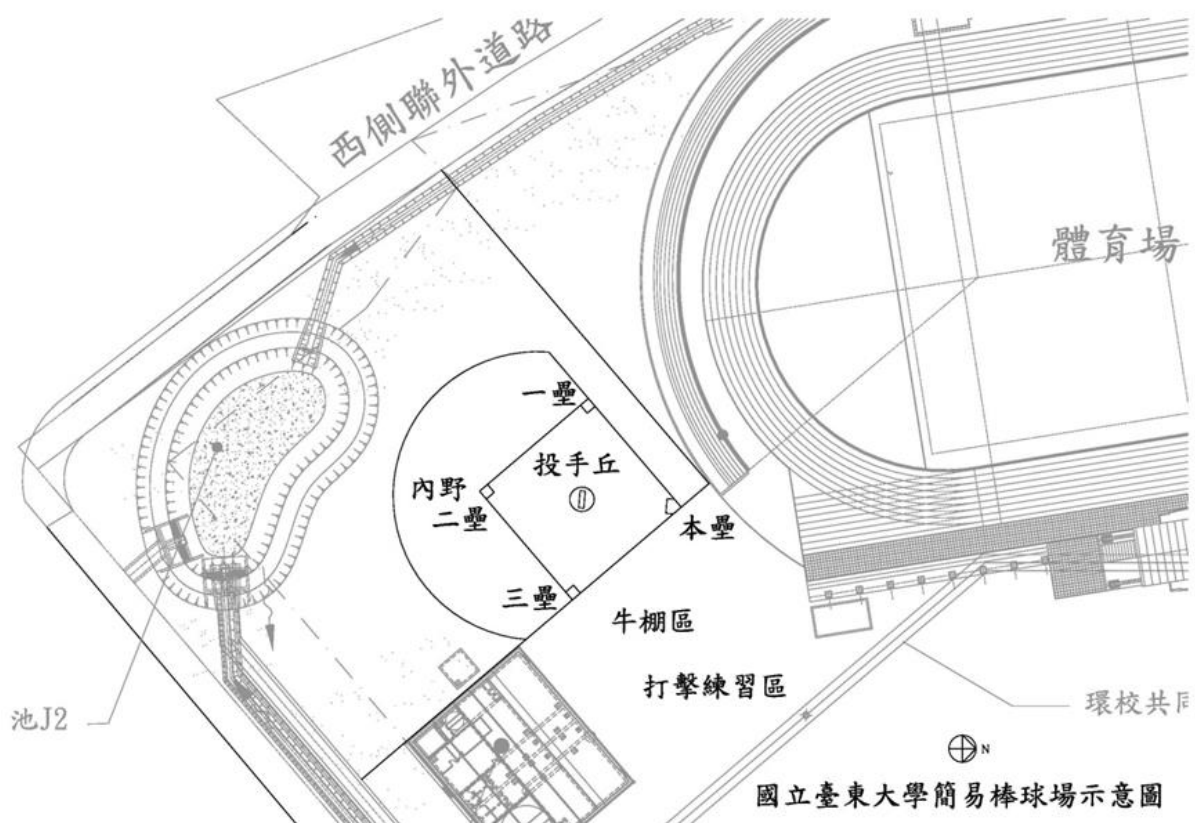 西側聯外道路
體育場
一壘
投手丘
內野
二壘
本壘
三壘
牛棚區
打擊練習區
池J2
環校共同
N
國立臺東大學簡易棒球場示意圖